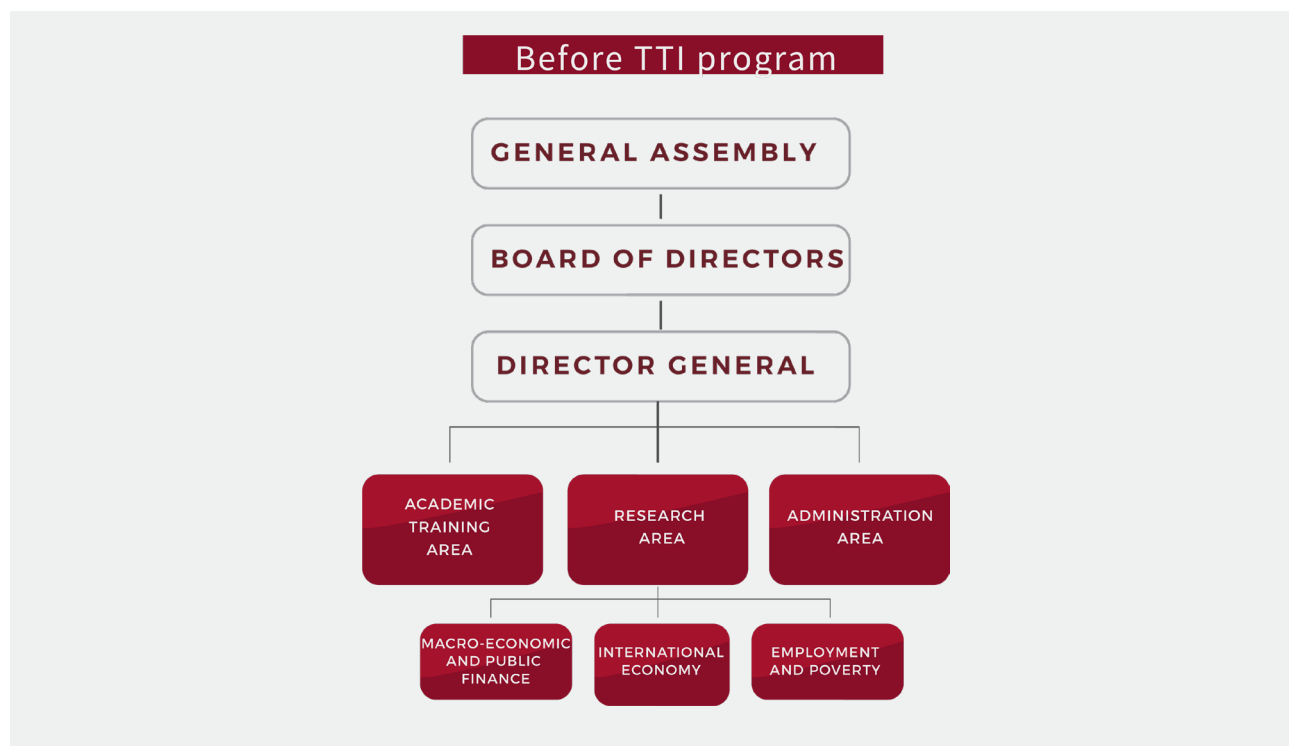 Before TTI program
GENERAL ASSEMBLY
BOARD OF DIRECTORS
DIRECTOR GENERAL
ACADEMIC
TRAINING
AREA
RESEARCH
AREA
ADMINISTRATION
AREA
MACRO-ECONOMIC
AND PUBLIC
FINANCE
INTERNATIONAL
ECONOMY
EMPLOYMENT
AND POVERTY